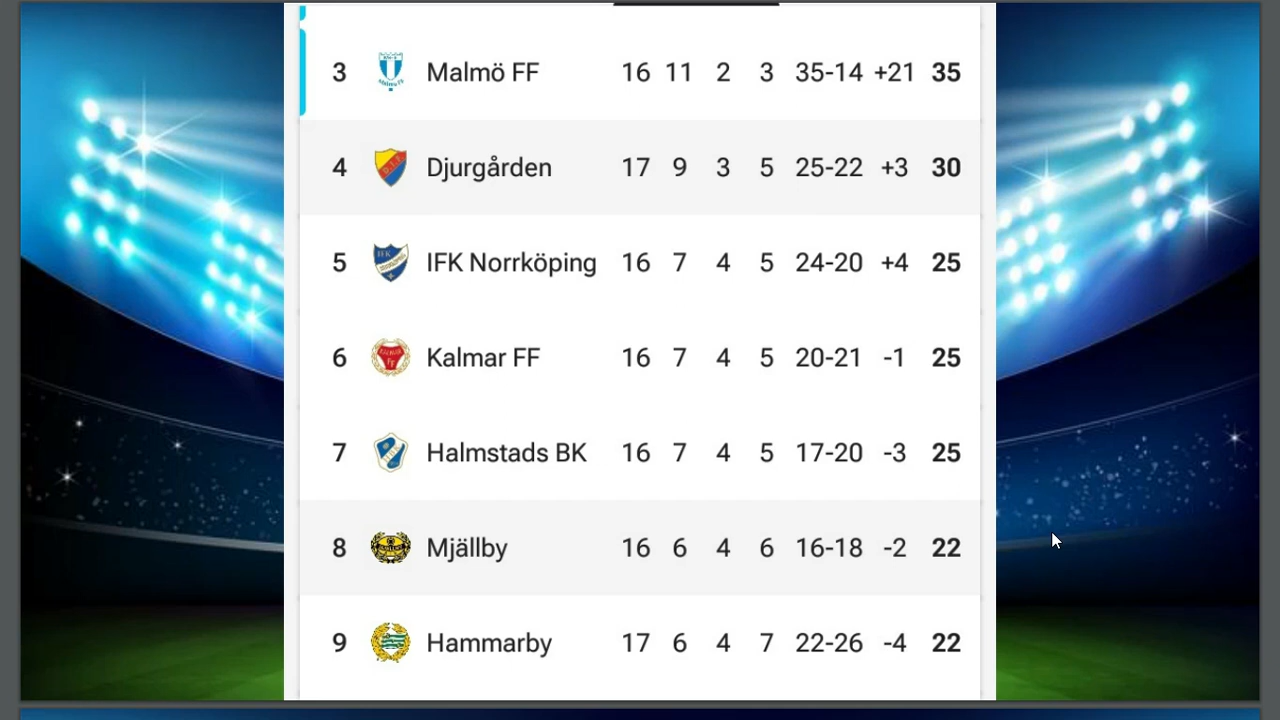 3 Malmö FF 16 11 2 3 35-14 +21 35
4 Djurgården 17 9 3 5 25-22 +3 30
5 IFK Norrköping 16 7 4 5 24-20 +4 25
6 Kalmar FF 16 7 4 5 20-21 -1 25
7 Halmstads BK 16 7 4 5 17-20 -3 25
8 Mjällby 16 6 4 6 16-18 -2 22
9 Hammarby 17 6 4 7 22-26 -4 22